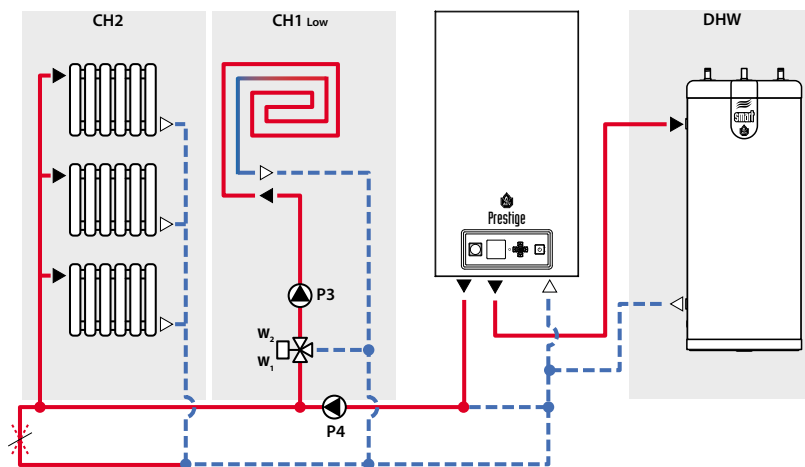 CH2
CH1 Low
DHW
smart
Prestige
P3
W2
W1
P4